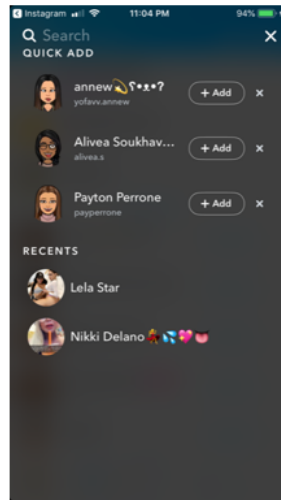 Instagram 11:04 PM 94%
Search
QUICK ADD
annew💫ʕ•ᴥ•?
yofavv.annew
+ Add
Alivea Soukhav...
alivea.s
+ Add
Payton Perrone
payperrone
+ Add
RECENTS
Lela Star
Nikki Delano💃💦💖👅